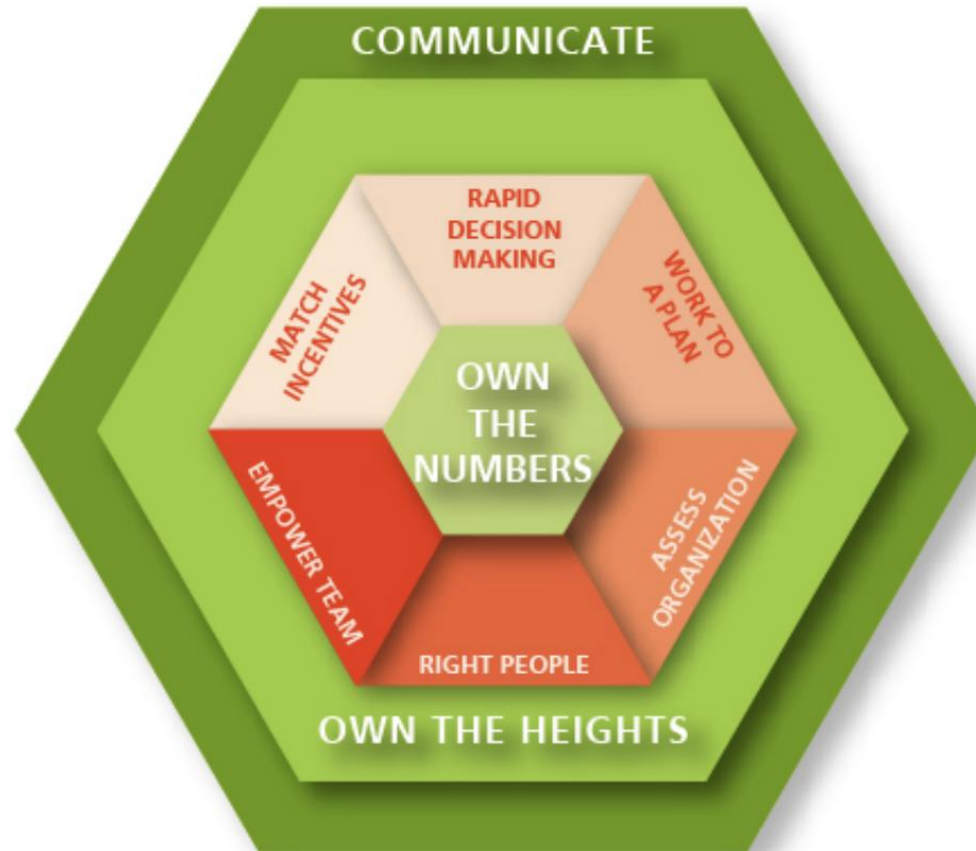 COMMUNICATE
RAPID
DECISION
MAKING
WORK TO
A PLAN
ASSESS
ORGANIZATION
RIGHT PEOPLE
EMPOWER TEAM
MATCH
INCENTIVES
OWN
THE
NUMBERS
OWN THE HEIGHTS